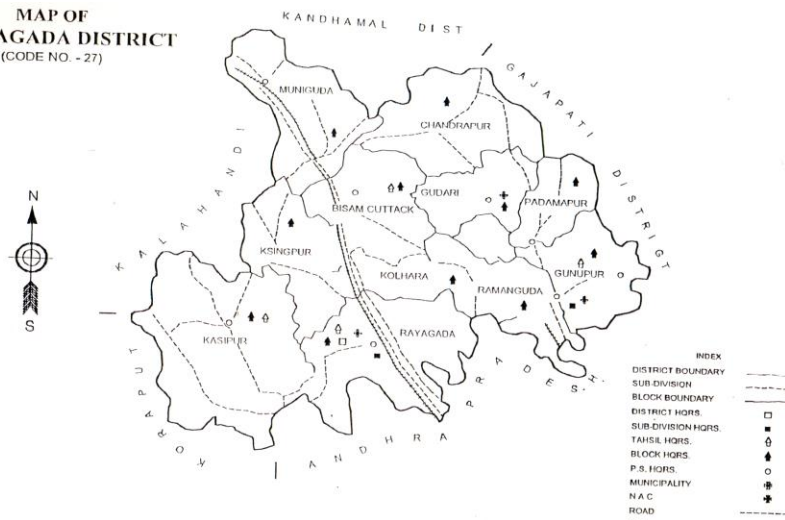 MAP OF
AGADA DISTRICT
(CODE NO. - 27)
KANDHAMAL DIST
GAJAPATI DISTRIGT
KALAHANDI
KORAPUT
ANDHRA PRADESH.
N
S
MUNIGUDA
CHANDRAPUR
BISAM CUTTACK
GUDARI
PADAMAPUR
KSINGPUR
KOLHARA
RAMANGUDA
GUNUPUR
KASIPUR
RAYAGADA
INDEX
DISTRICT BOUNDARY
SUB-DIVISION
BLOCK BOUNDARY
DISTRICT HQRS.
SUB-DIVISION HQRS.
TAHSIL HQRS.
BLOCK HQRS.
P.S. HQRS.
MUNICIPALITY
N A C
ROAD